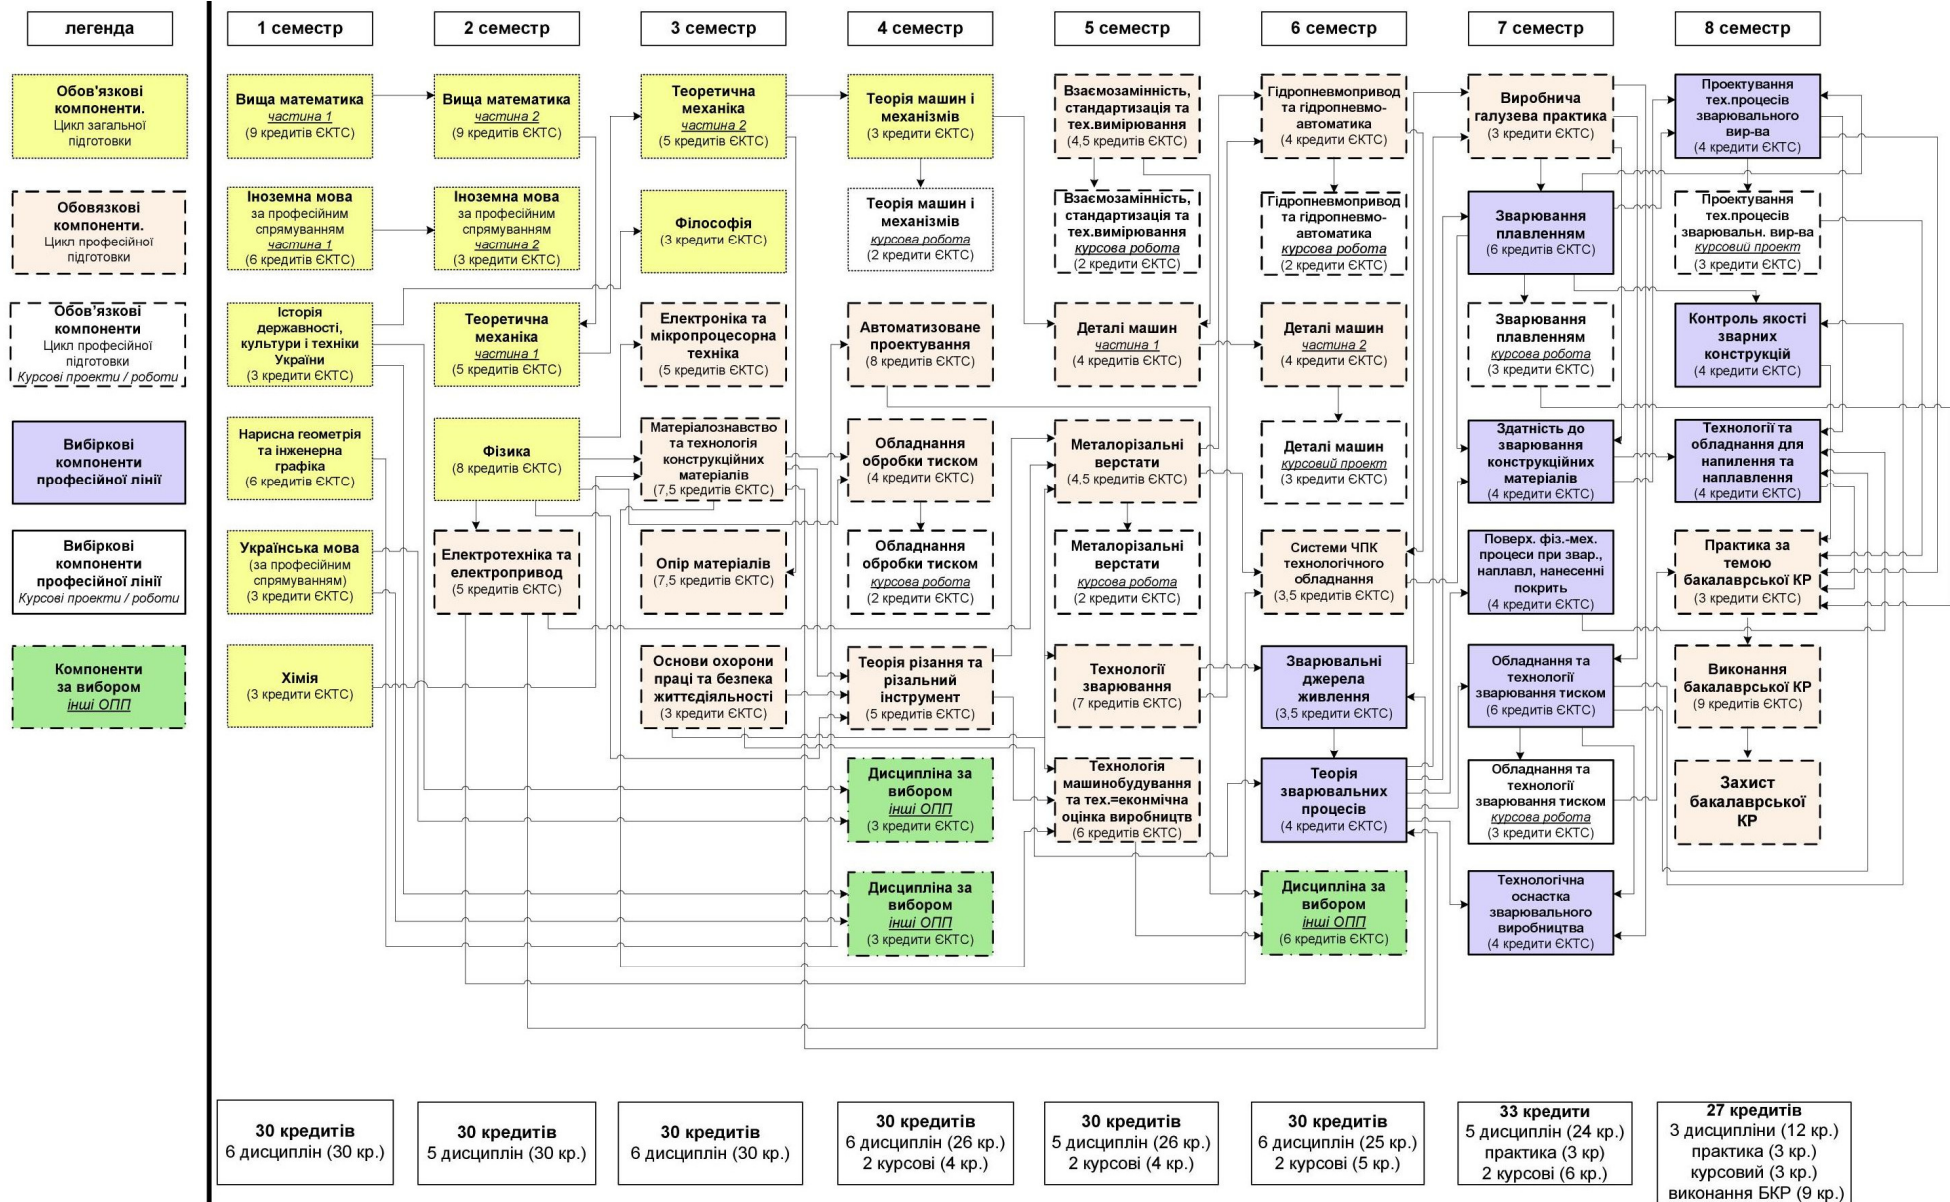 легенда
Обов'язкові
компоненти.
Цикл загальної
підготовки
Обовязкові
компоненти.
Цикл професійної
підготовки
Обов’язкові
компоненти
Цикл професійної
підготовки
Курсові проекти / роботи
Вибіркові
компоненти
професійної лінії
Вибіркові
компоненти
професійної лінії
Курсові проекти / роботи
Компоненти
за вибором
інші ОПП
1 семестр
Вища математика
частина 1
(9 кредитів ЄКТС)
Іноземна мова
за професійним
спрямуванням
частина 1
(6 кредитів ЄКТС)
Історія
державності,
культури і техніки
України
(3 кредити ЄКТС)
Нарисна геометрія
та інженерна
графіка
(6 кредитів ЄКТС)
Українська мова
(за професійним
спрямуванням)
(3 кредити ЄКТС)
Хімія
(3 кредити ЄКТС)
30 кредитів
6 дисциплін (30 кр.)
2 семестр
Вища математика
частина 2
(9 кредитів ЄКТС)
Іноземна мова
за професійним
спрямуванням
частина 2
(3 кредити ЄКТС)
Теоретична
механіка
частина 1
(5 кредитів ЄКТС)
Фізика
(8 кредитів ЄКТС)
Електротехніка та
електропривод
(5 кредитів ЄКТС)
30 кредитів
5 дисциплін (30 кр.)
3 семестр
Теоретична
механіка
частина 2
(5 кредитів ЄКТС)
Філософія
(3 кредити ЄКТС)
Електроніка та
мікропроцесорна
техніка
(5 кредитів ЄКТС)
Матеріалознавство
та технологія
конструкційних
матеріалів
(7,5 кредитів ЄКТС)
Опір матеріалів
(7,5 кредитів ЄКТС)
Основи охорони
праці та безпека
життєдіяльності
(3 кредити ЄКТС)
30 кредитів
6 дисциплін (30 кр.)
4 семестр
Теорія машин і
механізмів
(3 кредити ЄКТС)
Теорія машин і
механізмів
курсова робота
(2 кредити ЄКТС)
Автоматизоване
проектування
(8 кредитів ЄКТС)
Обладнання
обробки тиском
(4 кредити ЄКТС)
Обладнання
обробки тиском
курсова робота
(2 кредити ЄКТС)
Теорія різання та
різальний
інструмент
(5 кредитів ЄКТС)
Дисципліна за
вибором
інші ОПП
(3 кредити ЄКТС)
Дисципліна за
вибором
інші ОПП
(3 кредити ЄКТС)
30 кредитів
6 дисциплін (26 кр.)
2 курсові (4 кр.)
5 семестр
Взаємозамінність,
стандартизація та
тех.вимірювання
(4,5 кредитів ЄКТС)
Взаємозамінність,
стандартизація та
тех.вимірювання
курсова робота
(2 кредити ЄКТС)
Деталі машин
частина 1
(4 кредитів ЄКТС)
Металорізальні
верстати
(4,5 кредитів ЄКТС)
Металорізальні
верстати
курсова робота
(2 кредити ЄКТС)
Технології
зварювання
(7 кредитів ЄКТС)
Технологія
машинобудування
та тех.=еконмічна
оцінка виробництв
(6 кредитів ЄКТС)
30 кредитів
5 дисциплін (26 кр.)
2 курсові (4 кр.)
6 семестр
Гідропневмопривод
та гідропневмо-
автоматика
(4 кредити ЄКТС)
Гідропневмопривод
та гідропневмо-
автоматика
курсова робота
(2 кредити ЄКТС)
Деталі машин
частина 2
(4 кредити ЄКТС)
Деталі машин
курсовий проект
(3 кредити ЄКТС)
Системи ЧПК
технологічного
обладнання
(3,5 кредити ЄКТС)
Зварювальні
джерела
живлення
(3,5 кредити ЄКТС)
Теорія
зварювальних
процесів
(4 кредити ЄКТС)
Дисципліна за
вибором
інші ОПП
(6 кредитів ЄКТС)
30 кредитів
6 дисциплін (25 кр.)
2 курсові (5 кр.)
7 семестр
Виробнича
галузева практика
(3 кредити ЄКТС)
Зварювання
плавленням
(6 кредитів ЄКТС)
Зварювання
плавленням
курсова робота
(3 кредити ЄКТС)
Здатність до
зварювання
конструкційних
матеріалів
(4 кредити ЄКТС)
Поверх. фіз.-мех.
процеси при звар.,
наплавл, нанесенні
покрить
(4 кредити ЄКТС)
Обладнання та
технології
зварювання тиском
(6 кредитів ЄКТС)
Обладнання та
технології
зварювання тиском
курсова робота
(3 кредити ЄКТС)
Технологічна
оснастка
зварювального
виробництва
(4 кредити ЄКТС)
33 кредити
5 дисциплін (24 кр.)
практика (3 кр)
2 курсові (6 кр.)
8 семестр
Проектування
тех.процесів
зварювального
вир-ва
(4 кредити ЄКТС)
Проектування
тех.процесів
зварювальн. вир-ва
курсовий проект
(3 кредити ЄКТС)
Контроль якості
зварних
конструкцій
(4 кредити ЄКТС)
Технології та
обладнання для
напилення та
наплавлення
(4 кредити ЄКТС)
Практика за
темою
бакалаврської КР
(3 кредити ЄКТС)
Виконання
бакалаврської КР
(9 кредитів ЄКТС)
Захист
бакалаврської
КР
27 кредитів
3 дисципліни (12 кр.)
практика (3 кр.)
курсовий (3 кр.)
виконання БКР (9 кр.)